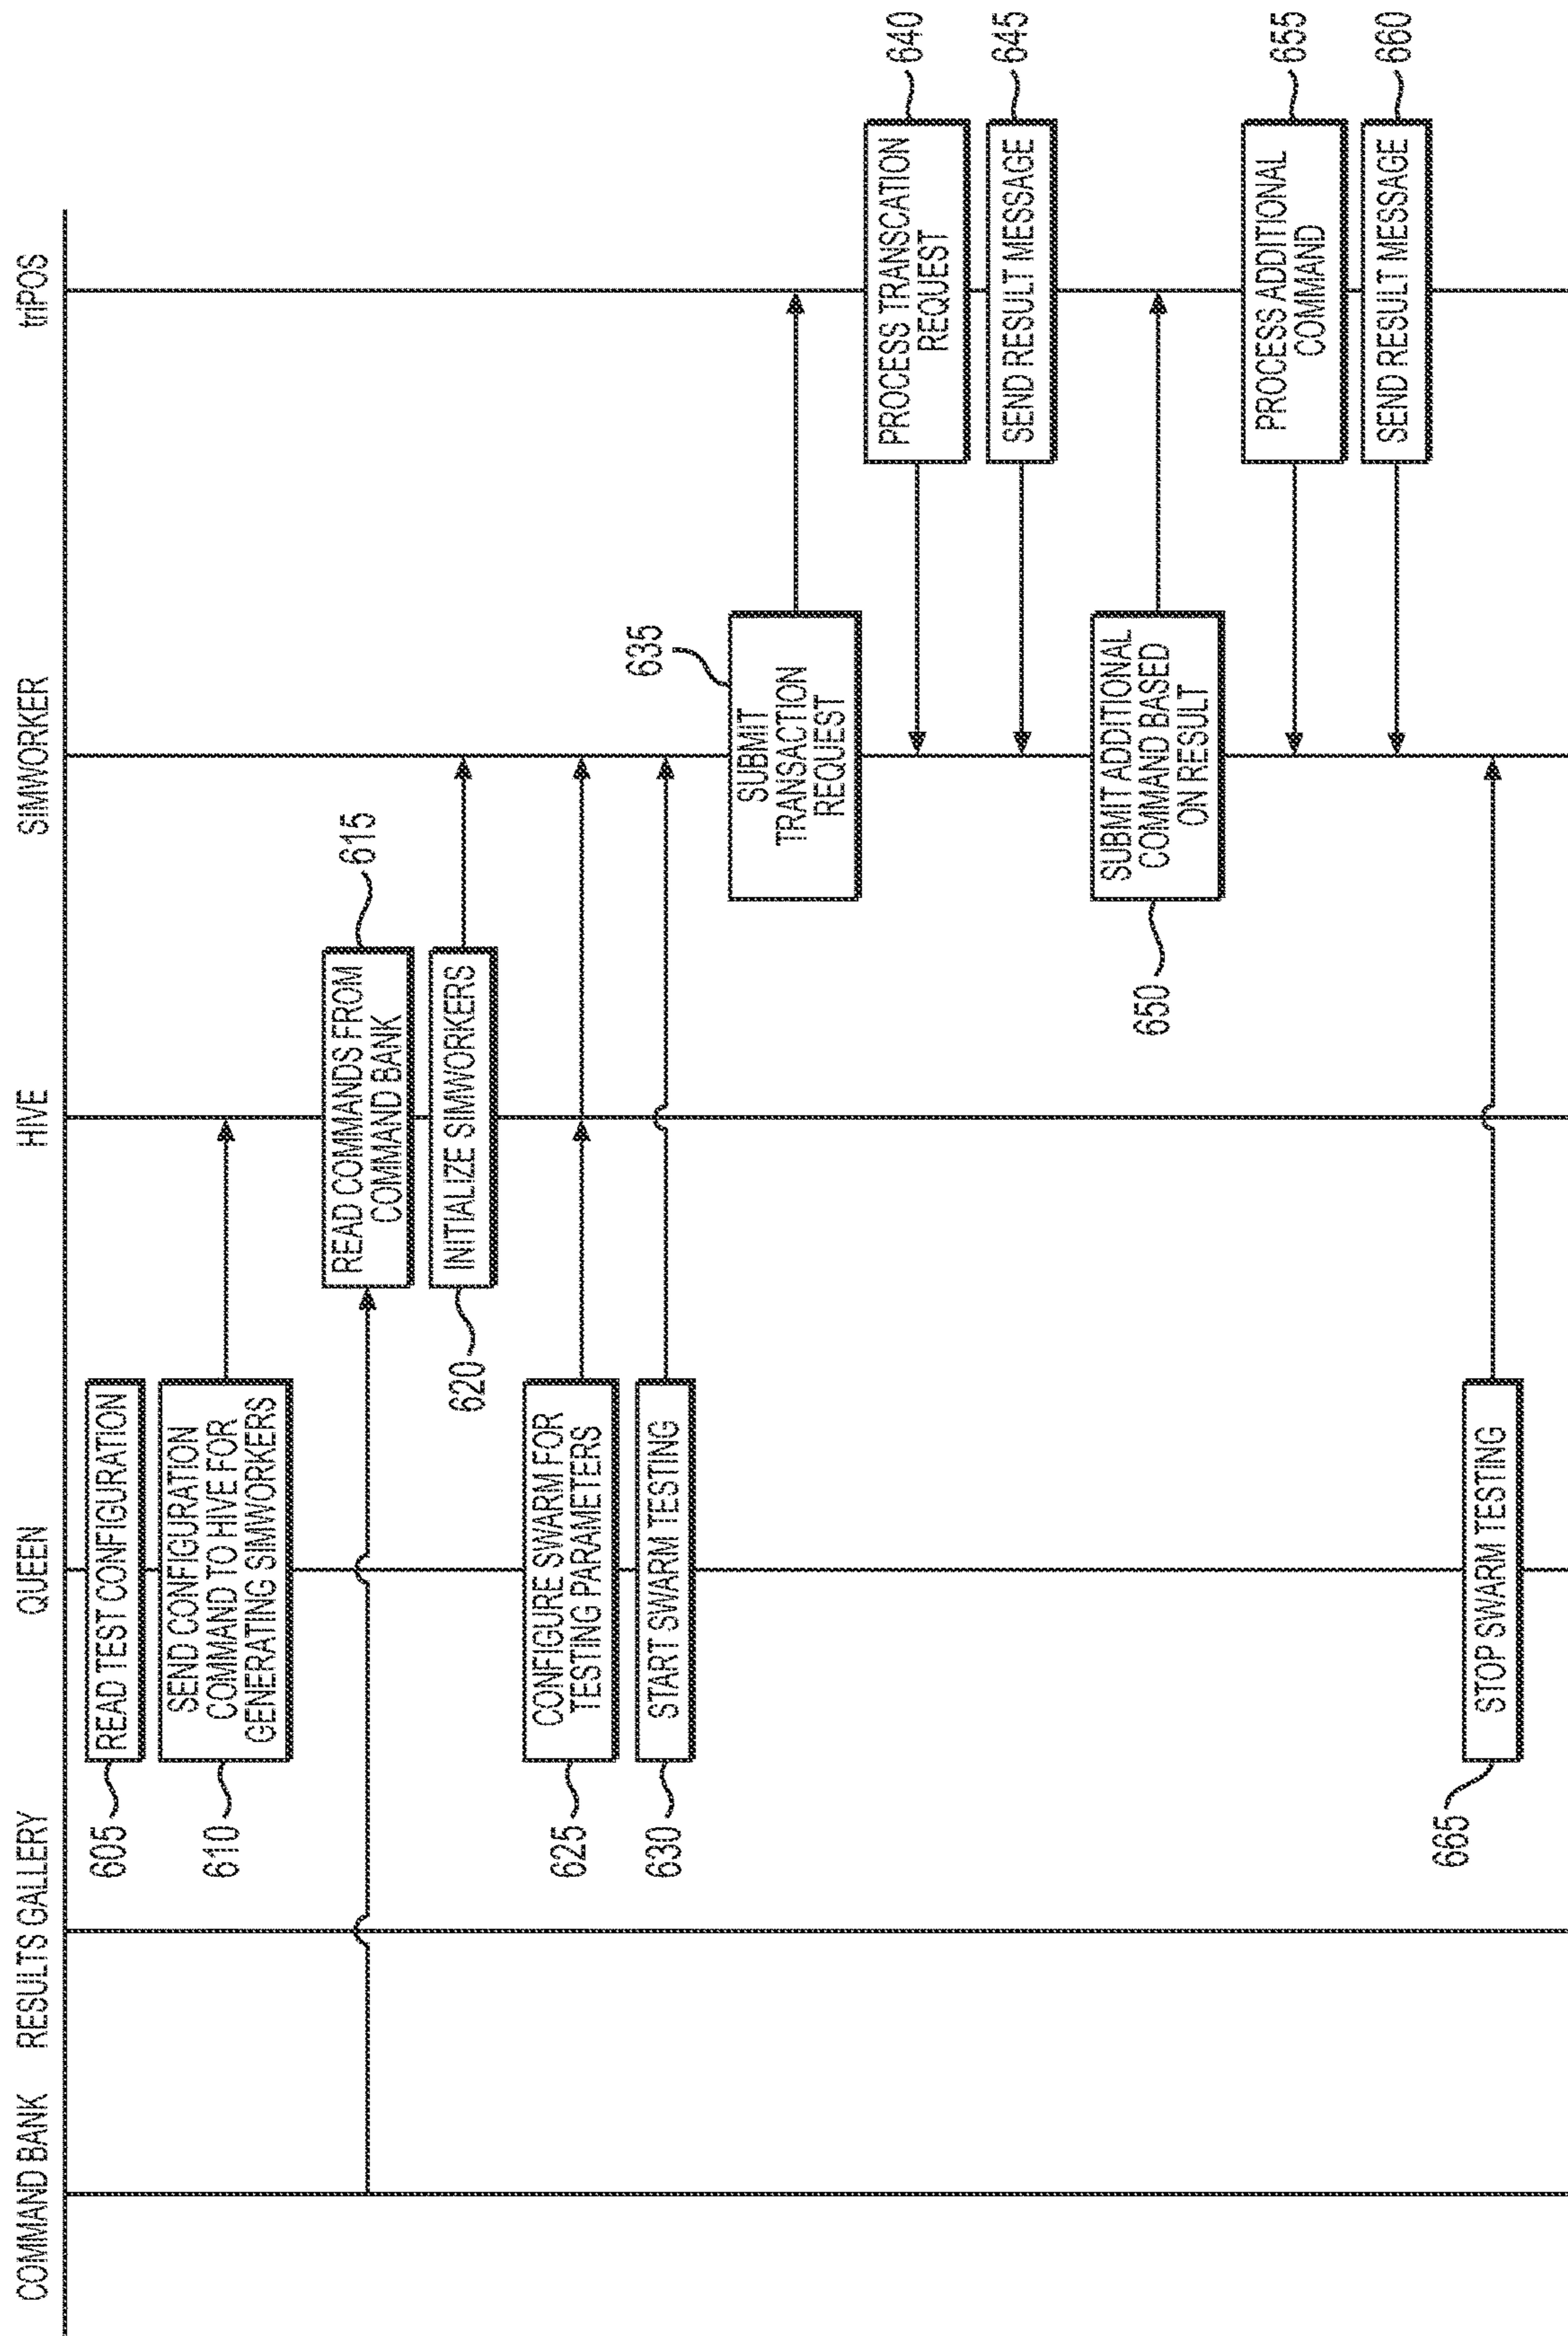 COMMAND BANK
RESULTS GALLERY
QUEEN
HIVE
SIMWORKER
triPOS
605
READ TEST CONFIGURATION
610
SEND CONFIGURATION
COMMAND TO HIVE FOR
GENERATING SIMWORKERS
READ COMMANDS FROM
COMMAND BANK
615
620
INITIALIZE SIMWORKERS
625
CONFIGURE SWARM FOR
TESTING PARAMETERS
630
START SWARM TESTING
635
SUBMIT
TRANSACTION
REQUEST
PROCESS TRANSCATION
REQUEST
640
SEND RESULT MESSAGE
645
650
SUBMIT ADDITIONAL
COMMAND BASED
ON RESULT
PROCESS ADDITIONAL
COMMAND
655
SEND RESULT MESSAGE
660
665
STOP SWARM TESTING